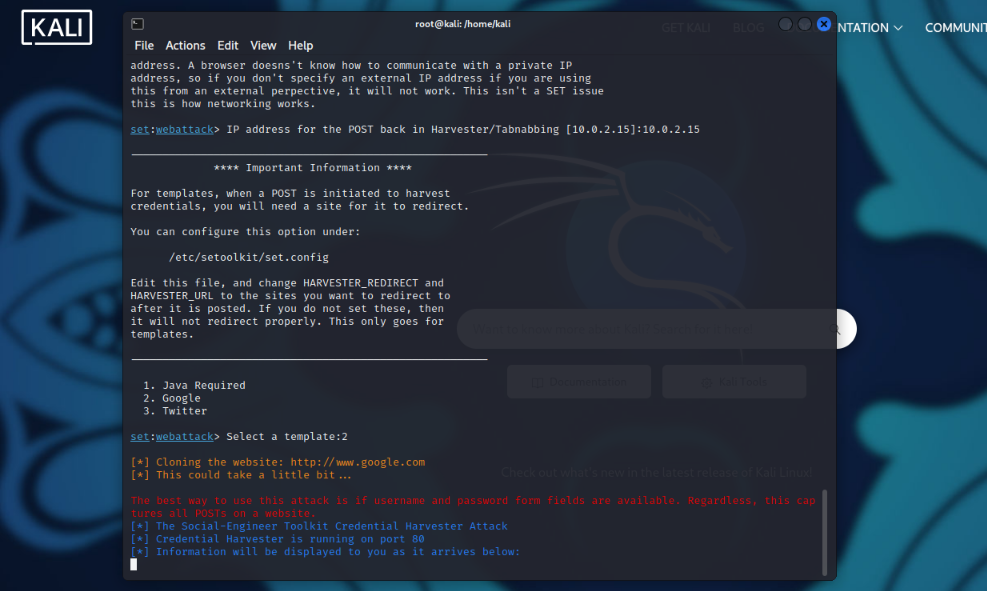 KALI
root@kali: /home/kali
GET KALI
BLOG
NTATION
COMMUNIT
File Actions Edit View Help
address. A browser doesns't know how to communicate with a private IP
address, so if you don't specify an external IP address if you are using
this from an external perpective, it will not work. This isn't a SET issue
this is how networking works.
set:webattack> IP address for the POST back in Harvester/Tabnabbing [10.0.2.15]:10.0.2.15
**** Important Information ****
For templates, when a POST is initiated to harvest
credentials, you will need a site for it to redirect.
You can configure this option under:
/etc/setoolkit/set.config
Edit this file, and change HARVESTER_REDIRECT and
HARVESTER_URL to the sites you want to redirect to
after it is posted. If you do not set these, then
it will not redirect properly. This only goes for
templates.
1. Java Required
2. Google
3. Twitter
Documentation
Kali Tools
set:webattack> Select a template:2
[*] Cloning the website: http://www.google.com
[*] This could take a little bit...
Check out what's new in the latest release of Kali Linux!
The best way to use this attack is if username and password form fields are available. Regardless, this cap
tures all POSTs on a website.
[*] The Social-Engineer Toolkit Credential Harvester Attack
[*] Credential Harvester is running on port 80
[*] Information will be displayed to you as it arrives below: